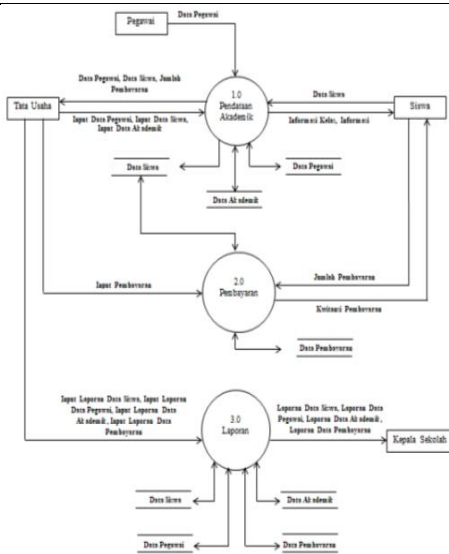 Data Pegawai
Pegawai
Data Pegawai, Data Siswa, Jumlah
Pembayaran
1.0
Pendataan
Akademik
Data Siswa
Tata Usaha
Siswa
Input Data Pegawai, Input Data Siswa,
Input Data Akademik
Informasi Kelas, Informasi
Data Siswa
Data Pegawai
Data Akademik
2.0
Pembayaran
Jumlah Pembayaran
Input Pembayaran
Kwitansi Pembayaran
Data Pembayaran
Input Laporan Data Siswa, Input Laporan
Data Pegawai, Input Laporan Data
Akademik, Input Laporan Data
Pembayaran
3.0
Laporan
Laporan Data Siswa, Laporan Data
Pegawai, Laporan Data Akademik,
Laporan Data Pembayaran
Kepala Sekolah
Data Siswa
Data Akademik
Data Pegawai
Data Pembayaran